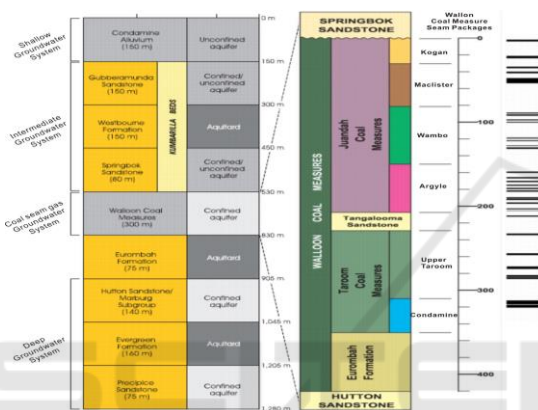 Shallow
Groundwater
System
Intermediate
Groundwater
System
Coal seam gas
Groundwater
System
Deep
Groundwater
System
Condamine
Alluvium
(150 m)
Unconfined
aquifer
Gubberamunda
Sandstone
(150 m)
Confined/
unconfined
aquifer
Westbourne
Formation
(150 m)
Aquitard
Springbok
Sandstone
(80 m)
Confined/
unconfined
aquifer
KUMBARILLA BEDS
Walloon Coal
Measures
(300 m)
Confined
aquifer
Eurombah
Formation
(75 m)
Aquitard
Hutton Sandstone/
Marburg
Subgroup
(140 m)
Confined
aquifer
Evergreen
Formation
(160 m)
Aquitard
Precipice
Sandstone
(75 m)
Confined
aquifer
0 m
150 m
300 m
450 m
530 m
830 m
905 m
1,045 m
1,205 m
1,280 m
SPRINGBOK
SANDSTONE
WALLOON COAL MEASURES
Juandah
Coal
Measures
Tangalooma
Sandstone
Taroom
Coal
Measures
Eurombah
Formation
HUTTON
SANDSTONE
Wallon
Coal Measure
Seam Packages
Kogan
Maclister
Wambo
Argyle
Upper
Taroom
Condamine
0
100
200
300
400